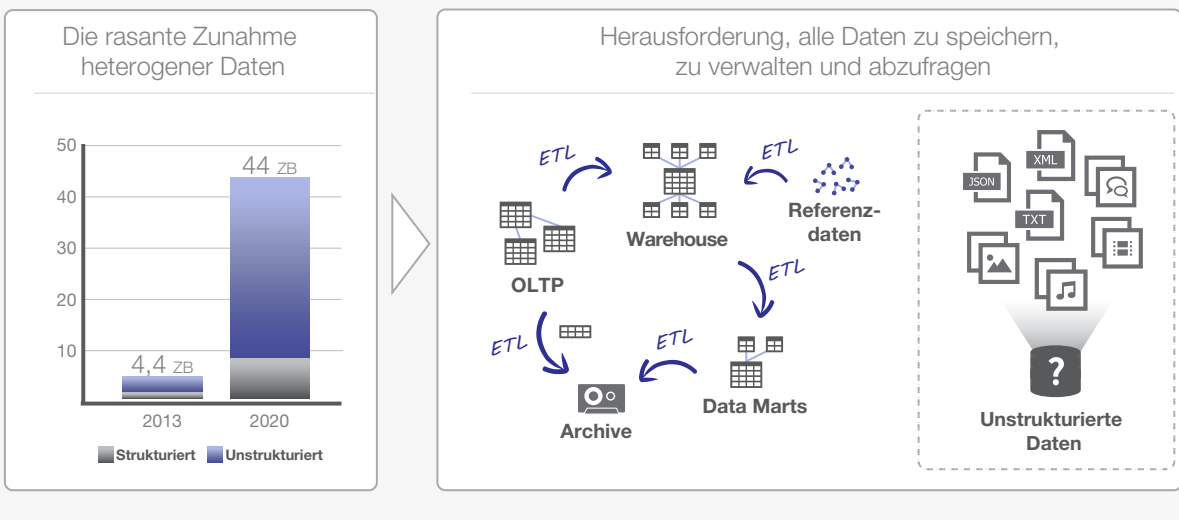 Die rasante Zunahme
heterogener Daten
50
40
30
20
10
4,4 ZB
44 ZB
2013
2020
Strukturiert
Unstrukturiert
Herausforderung, alle Daten zu speichern,
zu verwalten und abzufragen
ETL
ETL
Warehouse
Referenz-
daten
OLTP
ETL
ETL
ETL
Data Marts
Archive
JSON
XML
TXT
?
Unstrukturierte
Daten